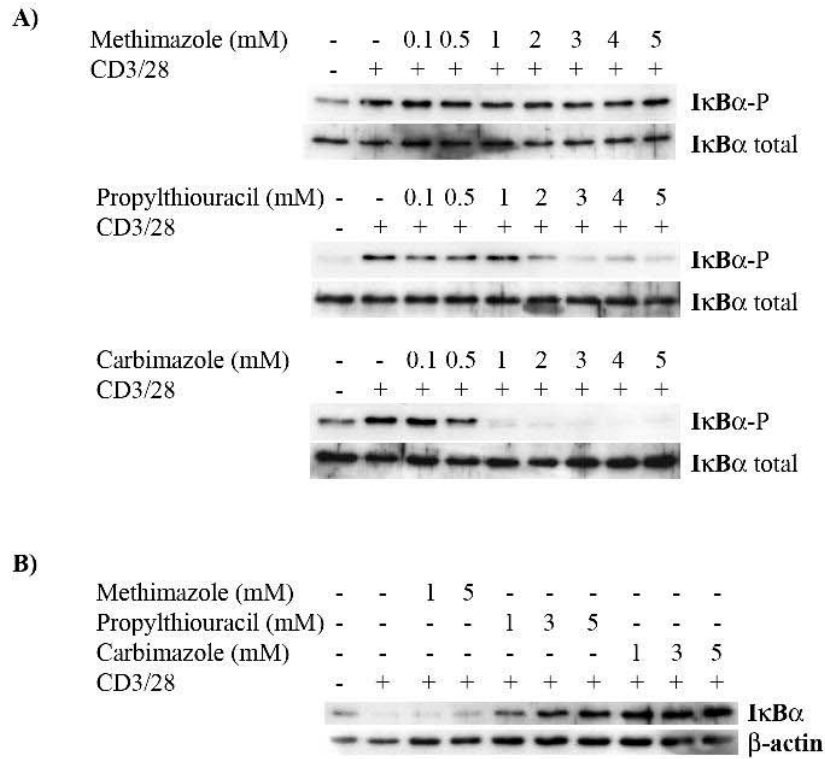 A)
Methimazole (mM) - - 0.1 0.5 1 2 3 4 5
CD3/28 - + + + + + + + +
IκBα-P
IκBα total
Propylthiouracil (mM) - - 0.1 0.5 1 2 3 4 5
CD3/28 - + + + + + + + +
IκBα-P
IκBα total
Carbimazole (mM) - - 0.1 0.5 1 2 3 4 5
CD3/28 - + + + + + + + +
IκBα-P
IκBα total
B)
Methimazole (mM) - - 1 5 - - - - - -
Propylthiouracil (mM) - - - - 1 3 5 - - -
Carbimazole (mM) - - - - - - - 1 3 5
CD3/28 - + + + + + + + + +
IκBα
β-actin